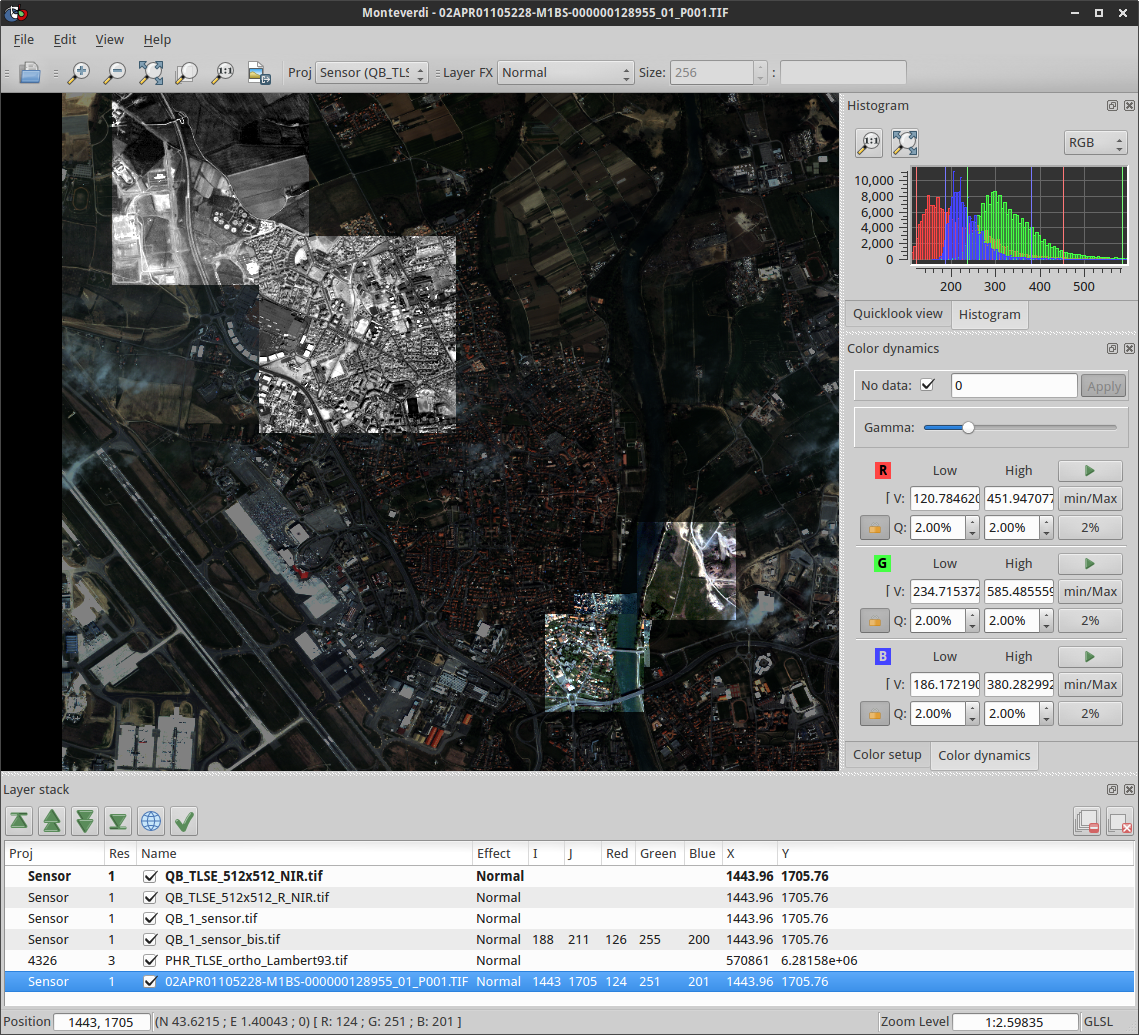 Monteverdi - 02APR01105228-M1BS-000000128955_01_P001.TIF
File Edit View Help
Proj Sensor (QB_TLS Layer FX Normal Size: 256 :
Histogram
RGB
10,000
8,000
6,000
4,000
2,000
0
200 300 400 500
Quicklook view Histogram
Color dynamics
No data: 0 Apply
Gamma:
R Low High
V: 120.784620 451.947077 min/Max
Q: 2.00% 2.00% 2%
G Low High
V: 234.715372 585.485559 min/Max
Q: 2.00% 2.00% 2%
B Low High
V: 186.172190 380.282992 min/Max
Q: 2.00% 2.00% 2%
Color setup Color dynamics
Layer stack
Proj Res Name Effect I J Red Green Blue X Y
Sensor 1 QB_TLSE_512x512_NIR.tif Normal 1443.96 1705.76
Sensor 1 QB_TLSE_512x512_R_NIR.tif Normal 1443.96 1705.76
Sensor 1 QB_1_sensor.tif Normal 1443.96 1705.76
Sensor 1 QB_1_sensor_bis.tif Normal 188 211 126 255 200 1443.96 1705.76
4326 3 PHR_TLSE_ortho_Lambert93.tif Normal 570861 6.28158e+06
Sensor 1 02APR01105228-M1BS-000000128955_01_P001.TIF Normal 1443 1705 124 251 201 1443.96 1705.76
Position 1443, 1705 (N 43.6215 ; E 1.40043 ; 0) [ R: 124 ; G: 251 ; B: 201 ] Zoom Level 1:2.59835 GLSL